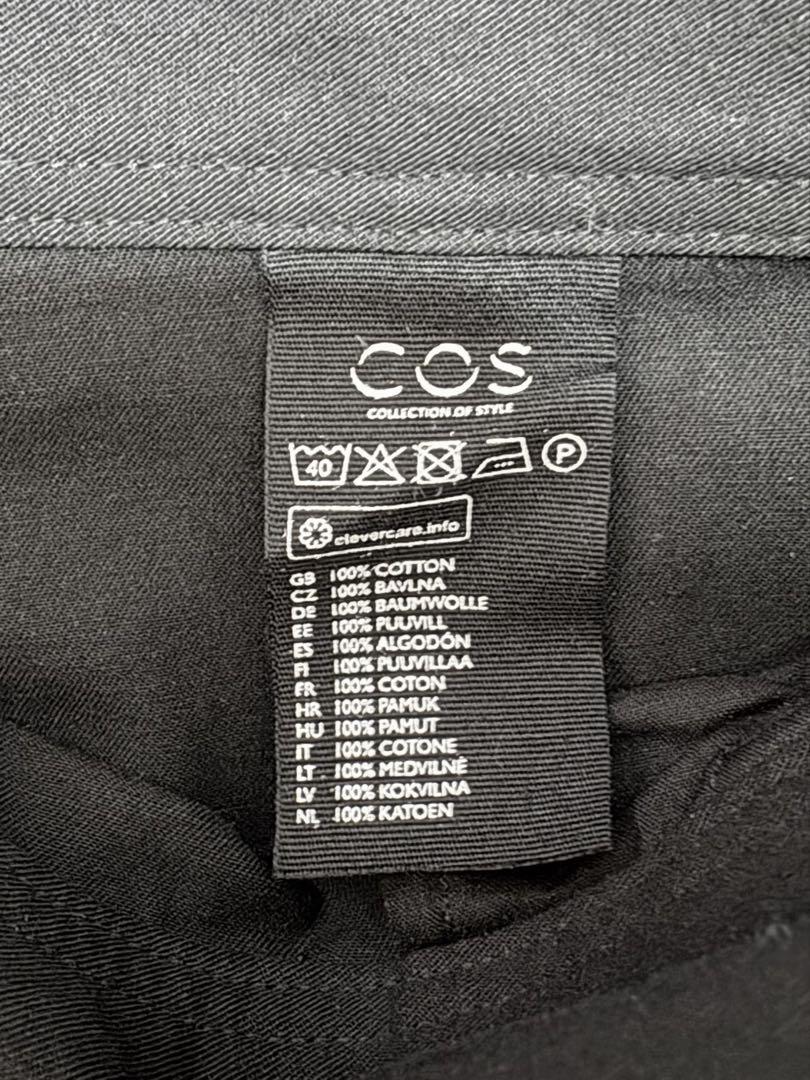 COS
COLLECTION OF STYLE
40 P
clevercare.info
GB 100% COTTON
CZ 100% BAVLNA
DE 100% BAUMWOLLE
EE 100% PUUVILL
ES 100% ALGODÓN
FI 100% PUUVILLAA
FR 100% COTON
HR 100% PAMUK
HU 100% PAMUT
IT 100% COTONE
LT 100% MEDVILNĖ
LV 100% KOKVILNA
NL 100% KATOEN